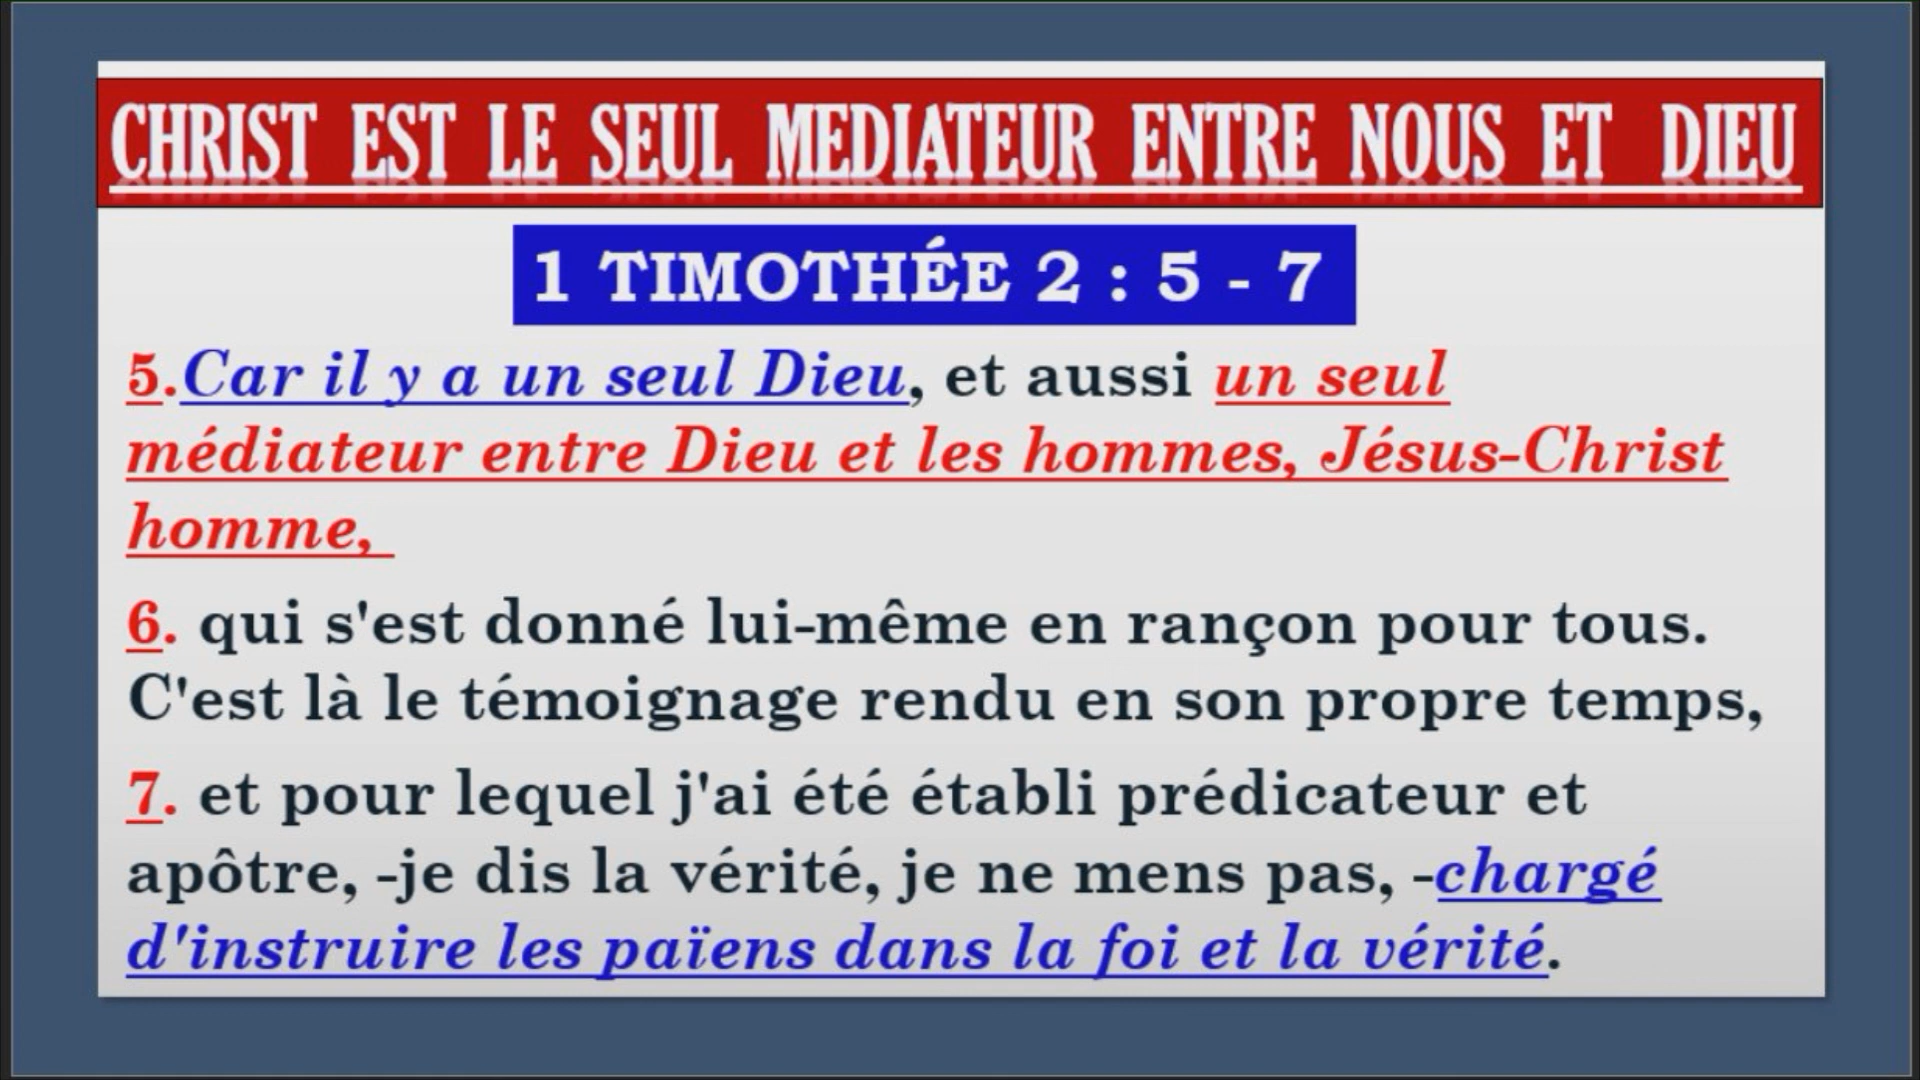 CHRIST EST LE SEUL MEDIATEUR ENTRE NOUS ET DIEU
1 TIMOTHÉE 2 : 5 - 7
5.Car il y a un seul Dieu, et aussi un seul
médiateur entre Dieu et les hommes, Jésus-Christ
homme,
6. qui s'est donné lui-même en rançon pour tous.
C'est là le témoignage rendu en son propre temps,
7. et pour lequel j'ai été établi prédicateur et
apôtre, -je dis la vérité, je ne mens pas, -chargé
d'instruire les païens dans la foi et la vérité.